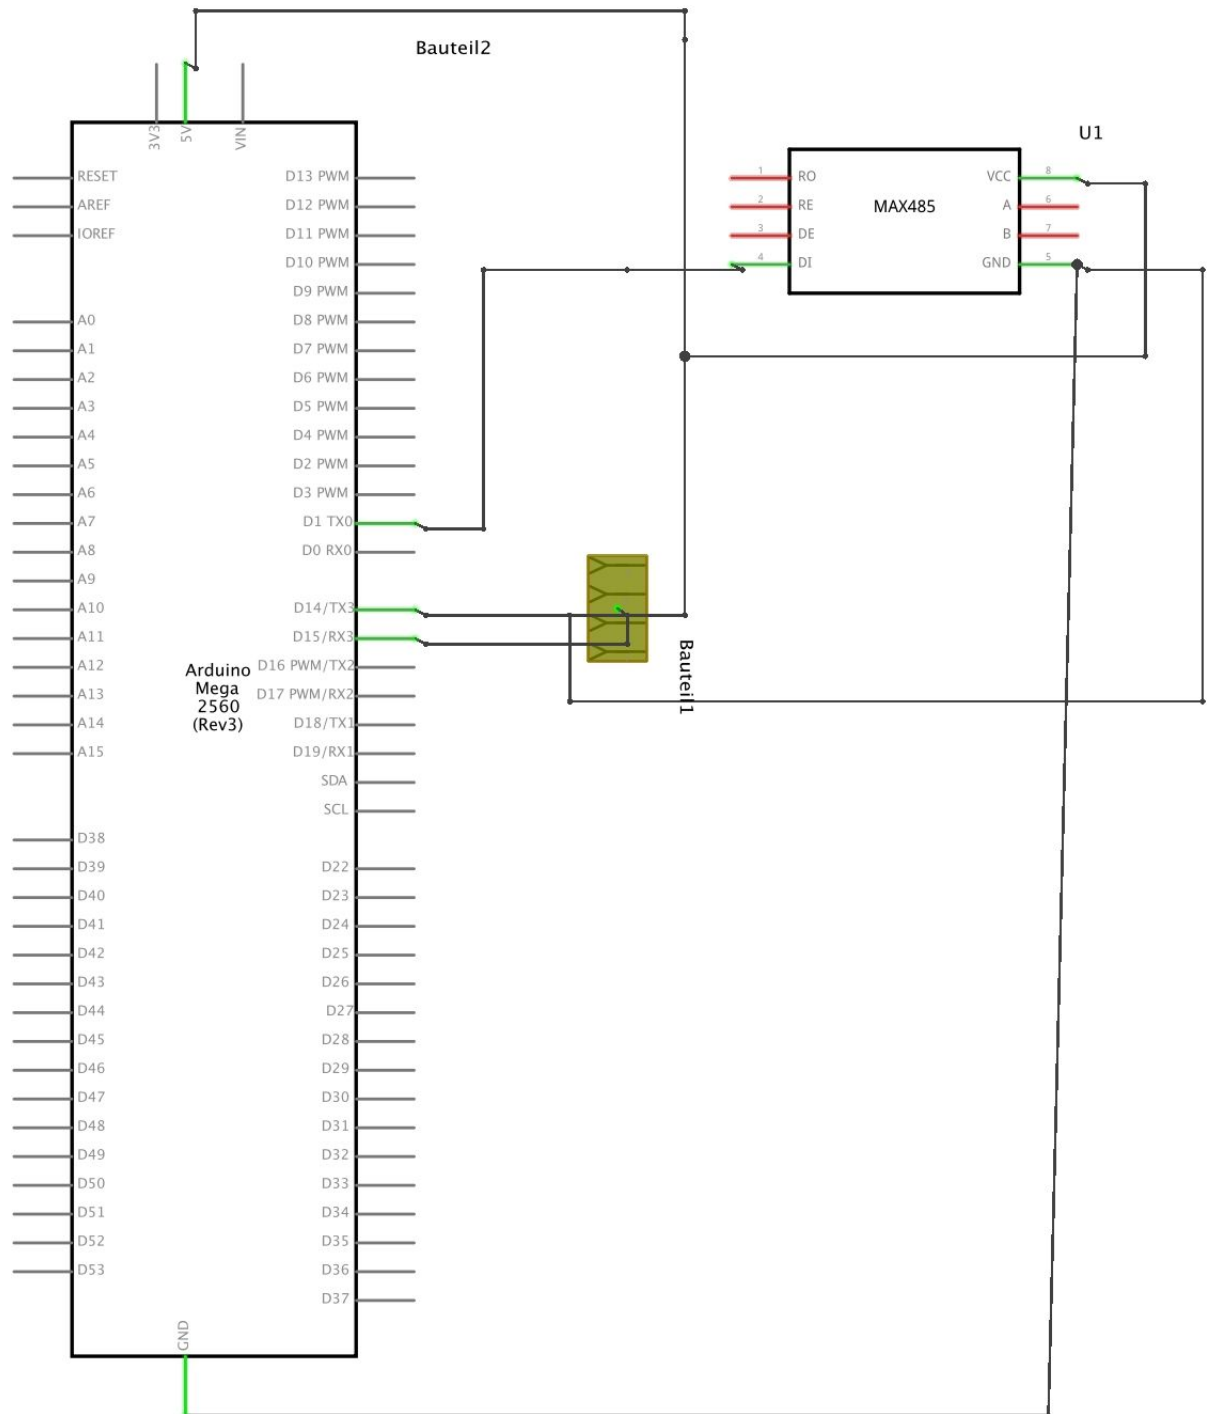 Bauteil2
3V3
5V
VIN
RESET
AREF
IOREF
A0
A1
A2
A3
A4
A5
A6
A7
A8
A9
A10
A11
A12
A13
A14
A15
D38
D39
D40
D41
D42
D43
D44
D45
D46
D47
D48
D49
D50
D51
D52
D53
Arduino
Mega
2560
(Rev3)
D13 PWM
D12 PWM
D11 PWM
D10 PWM
D9 PWM
D8 PWM
D7 PWM
D6 PWM
D5 PWM
D4 PWM
D2 PWM
D3 PWM
D1 TX0
D0 RX0
D14/TX3
D15/RX3
D16 PWM/TX2
D17 PWM/RX2
D18/TX1
D19/RX1
SDA
SCL
D22
D23
D24
D25
D26
D27
D28
D29
D30
D31
D32
D33
D34
D35
D36
D37
GND
Bauteil1
U1
MAX485
1 RO
2 RE
3 DE
4 DI
VCC 8
A 6
B 7
GND 5